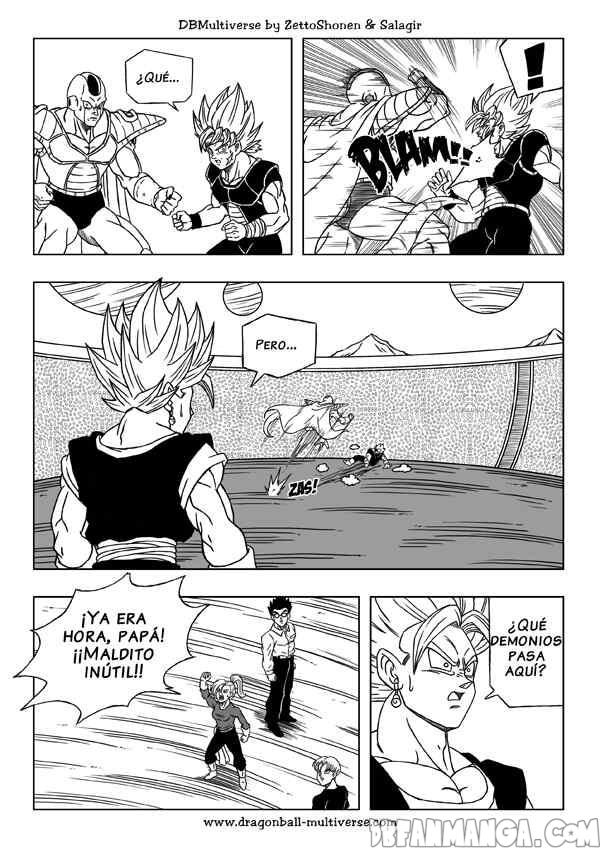 DBMultiverse by ZettoShonen & Salagir
¿Qué...
!
BLAM!!
Pero...
ZAS!
¡Ya era
hora, papá!
¡¡Maldito
inútil!!
¿Qué
demonios
pasa
aquí?
www.dragonball-multiverse.com
DBFANMANGA.COM